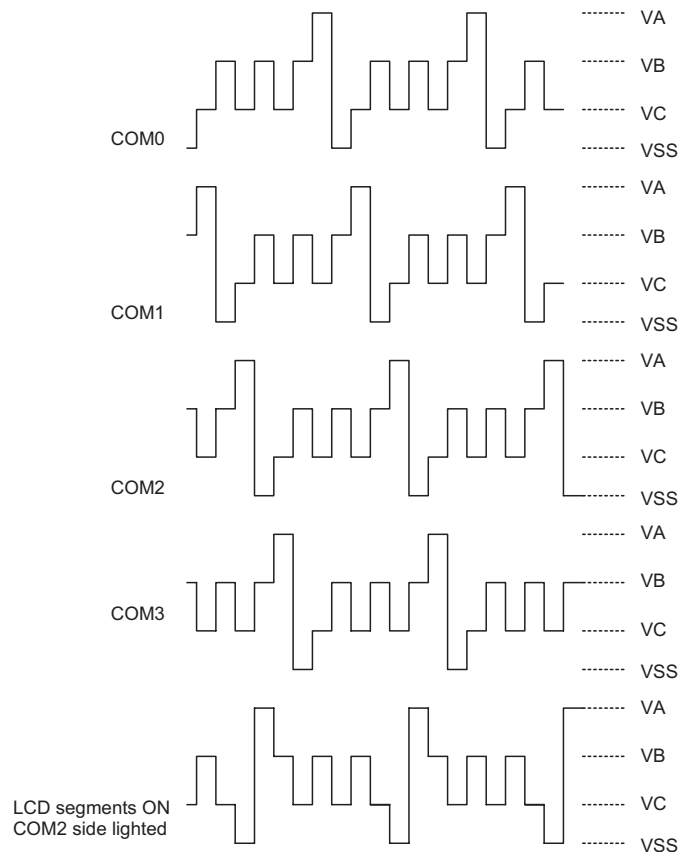 VA
VB
VC
COM0
VSS
VA
VB
VC
COM1
VSS
VA
VB
VC
COM2
VSS
VA
VB
COM3
VC
VSS
VA
VB
LCD segments ON
VC
COM2 side lighted
VSS